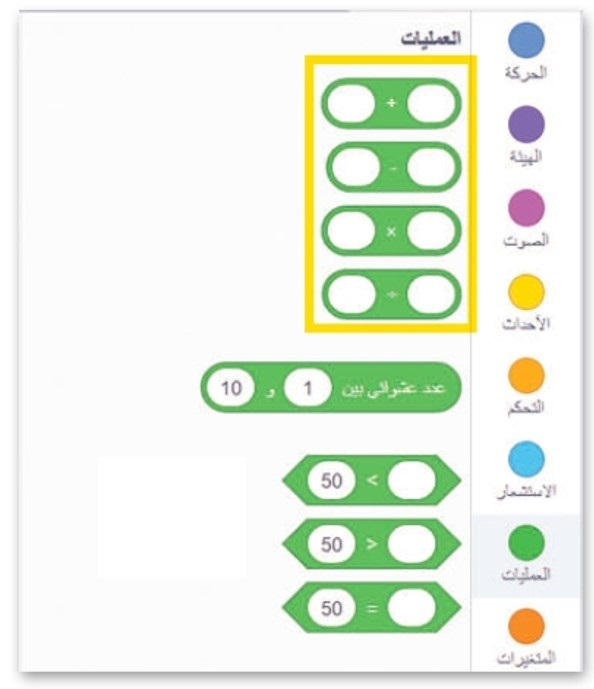 العمليات
+
-
×
÷
عدد عشوائي بين 1 و 10
< 50
> 50
= 50
الحركة
الهيئة
الصوت
الأحداث
التحكم
الاستشعار
العمليات
المتغيرات